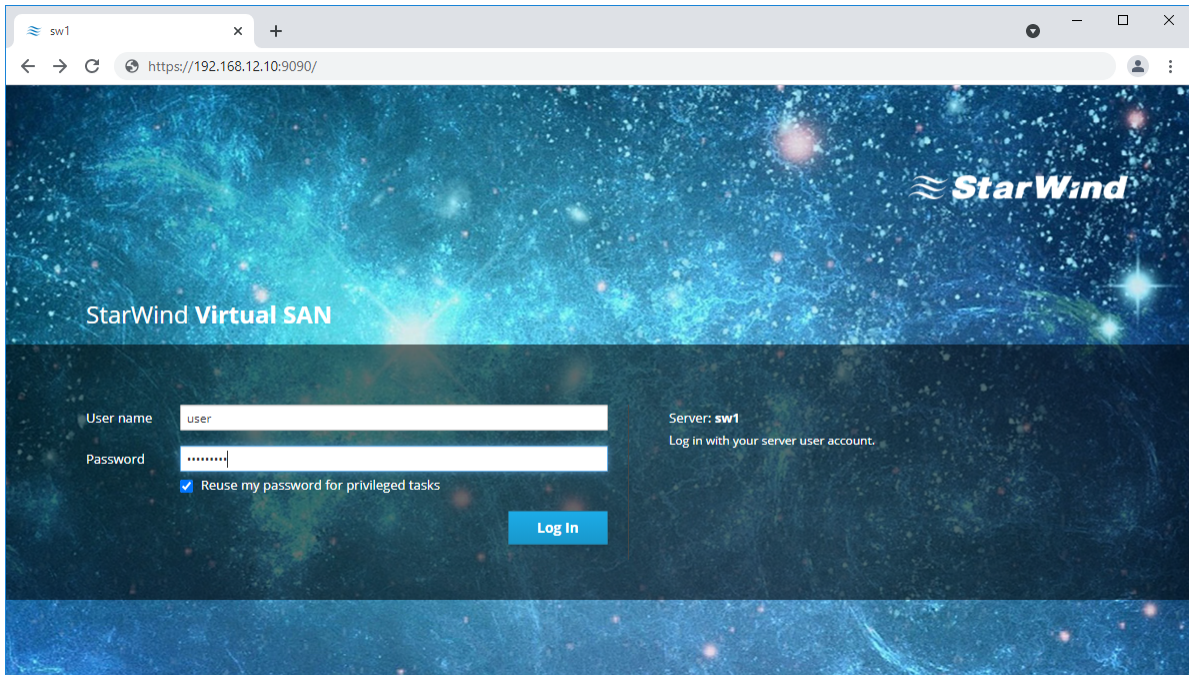 sw1
https://192.168.12.10:9090/
StarWind
StarWind Virtual SAN
User name
user
Password
•••••••••
Reuse my password for privileged tasks
Log In
Server: sw1
Log in with your server user account.